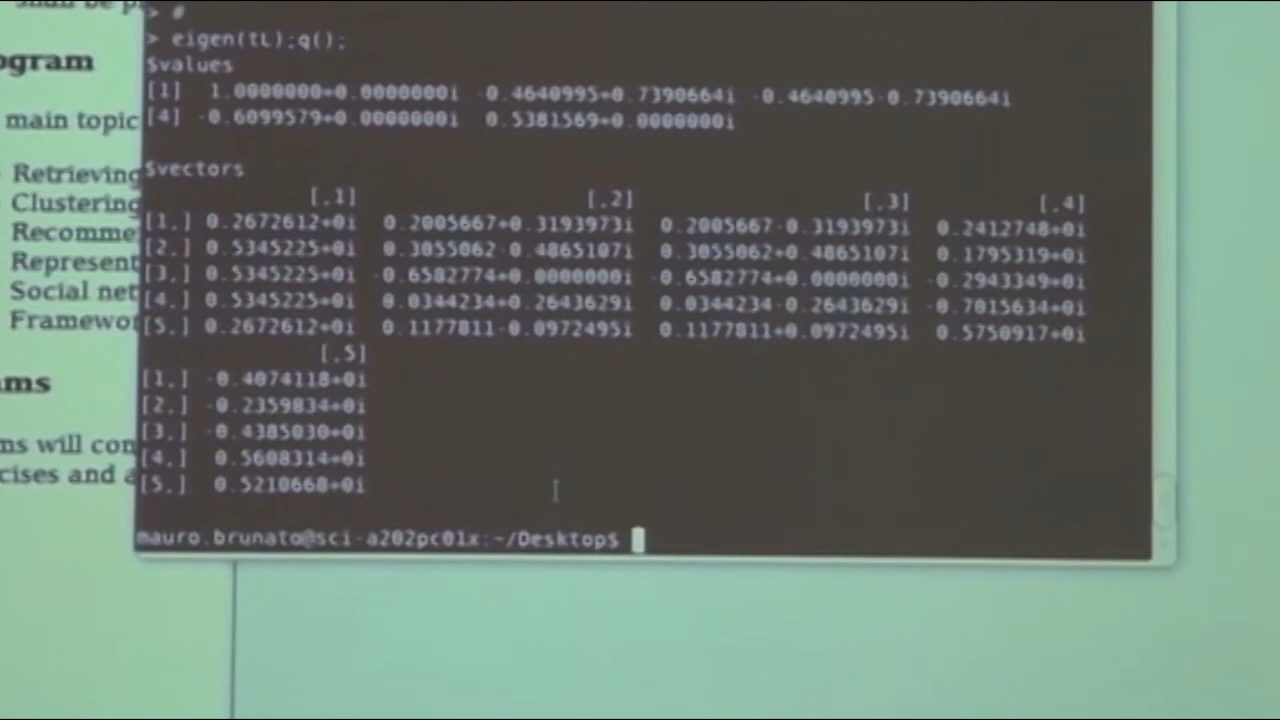 > #
> eigen(tL);q();
$values
[1] 1.0000000+0.0000000i -0.4640995+0.7390664i -0.4640995-0.7390664i
[4] -0.6099579+0.0000000i 0.5381569+0.0000000i
$vectors
[,1] [,2] [,3] [,4]
[1,] 0.2672612+0i 0.2005667+0.3193973i 0.2005667-0.3193973i 0.2412748+0i
[2,] 0.5345225+0i 0.3055062-0.4865107i 0.3055062+0.4865107i 0.1795319+0i
[3,] 0.5345225+0i -0.6582774+0.0000000i -0.6582774+0.0000000i -0.2943349+0i
[4,] 0.5345225+0i 0.0344234+0.2643629i 0.0344234-0.2643629i -0.7015634+0i
[5,] 0.2672612+0i 0.1177811-0.0972495i 0.1177811+0.0972495i 0.5750917+0i
[,5]
[1,] -0.4074118+0i
[2,] -0.2359834+0i
[3,] -0.4385030+0i
[4,] 0.5608314+0i
[5,] 0.5210668+0i
mauro.brunato@sci-a202pc01x:~/Desktop$
shall be p
ogram
main topic
Retrieving
Clustering
Recomme
Represent
Social net
Framewor
ams
ms will con
cises and a